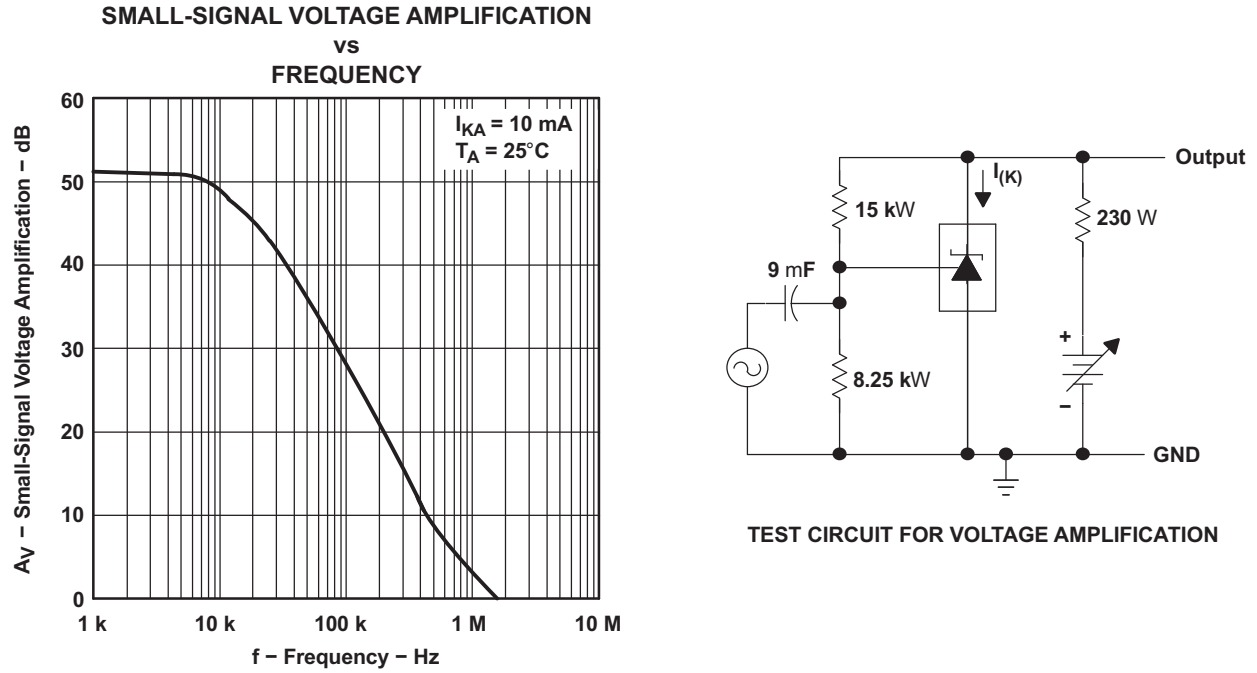 SMALL-SIGNAL VOLTAGE AMPLIFICATION
vs
FREQUENCY
AV − Small-Signal Voltage Amplification − dB
60
50
40
30
20
10
0
IKA = 10 mA
TA = 25°C
1 k
10 k
100 k
1 M
10 M
f − Frequency − Hz
Output
I(K)
15 kW
230 W
9 mF
8.25 kW
+
−
GND
TEST CIRCUIT FOR VOLTAGE AMPLIFICATION